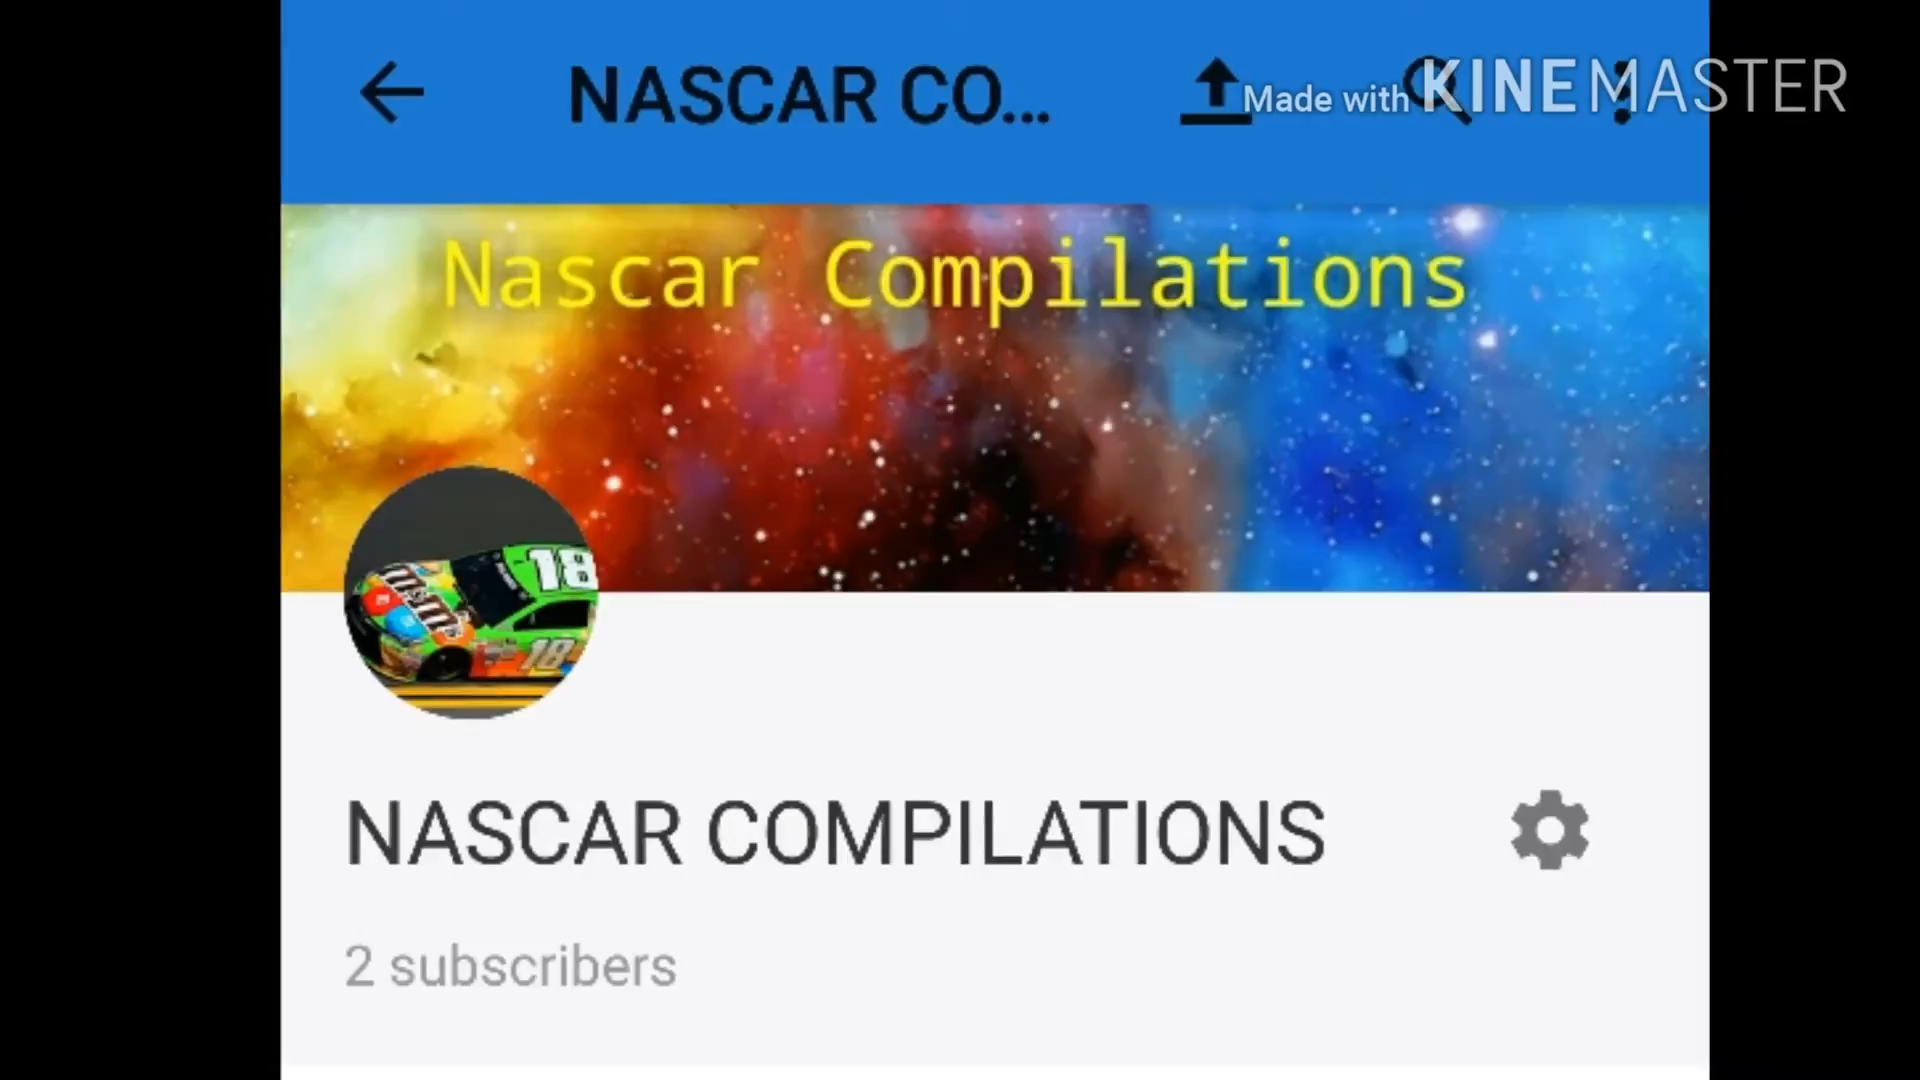 NASCAR CO...
Made with KINEMASTER
Nascar Compilations
18
m&m's
18
NASCAR COMPILATIONS
2 subscribers